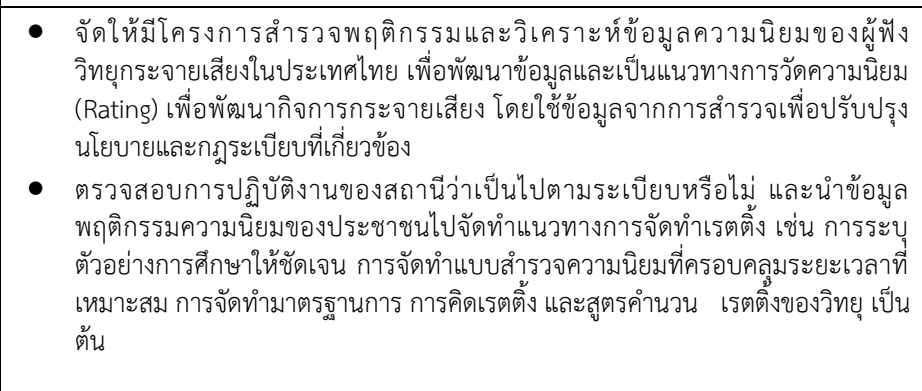 ● จัดให้มีโครงการสำรวจพฤติกรรมและวิเคราะห์ข้อมูลความนิยมของผู้ฟัง
วิทยุกระจายเสียงในประเทศไทย เพื่อพัฒนาข้อมูลและเป็นแนวทางการวัดความนิยม
(Rating) เพื่อพัฒนากิจการกระจายเสียง โดยใช้ข้อมูลจากการสำรวจเพื่อปรับปรุง
นโยบายและกฎระเบียบที่เกี่ยวข้อง
● ตรวจสอบการปฏิบัติงานของสถานีว่าเป็นไปตามระเบียบหรือไม่ และนำข้อมูล
พฤติกรรมความนิยมของประชาชนไปจัดทำแนวทางการจัดทำเรตติ้ง เช่น การระบุ
ตัวอย่างการศึกษาให้ชัดเจน การจัดทำแบบสำรวจความนิยมที่ครอบคลุมระยะเวลาที่
เหมาะสม การจัดทำมาตรฐานการ การคิดเรตติ้ง และสูตรคำนวน เรตติ้งของวิทยุ เป็น
ต้น